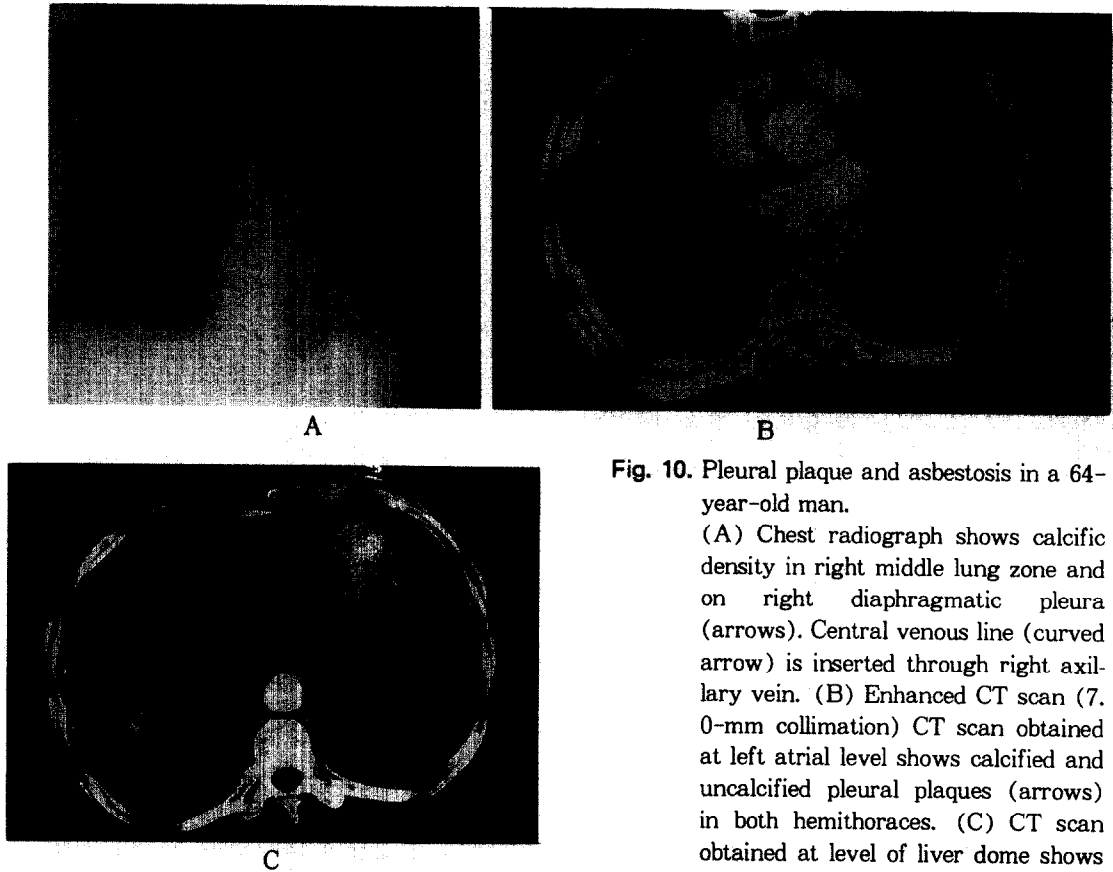 A
B
C
Fig. 10. Pleural plaque and asbestosis in a 64-
year-old man.
(A) Chest radiograph shows calcific
density in right middle lung zone and
on right diaphragmatic pleura
(arrows). Central venous line (curved
arrow) is inserted through right axil-
lary vein. (B) Enhanced CT scan (7.
0-mm collimation) CT scan obtained
at left atrial level shows calcified and
uncalcified pleural plaques (arrows)
in both hemithoraces. (C) CT scan
obtained at level of liver dome shows